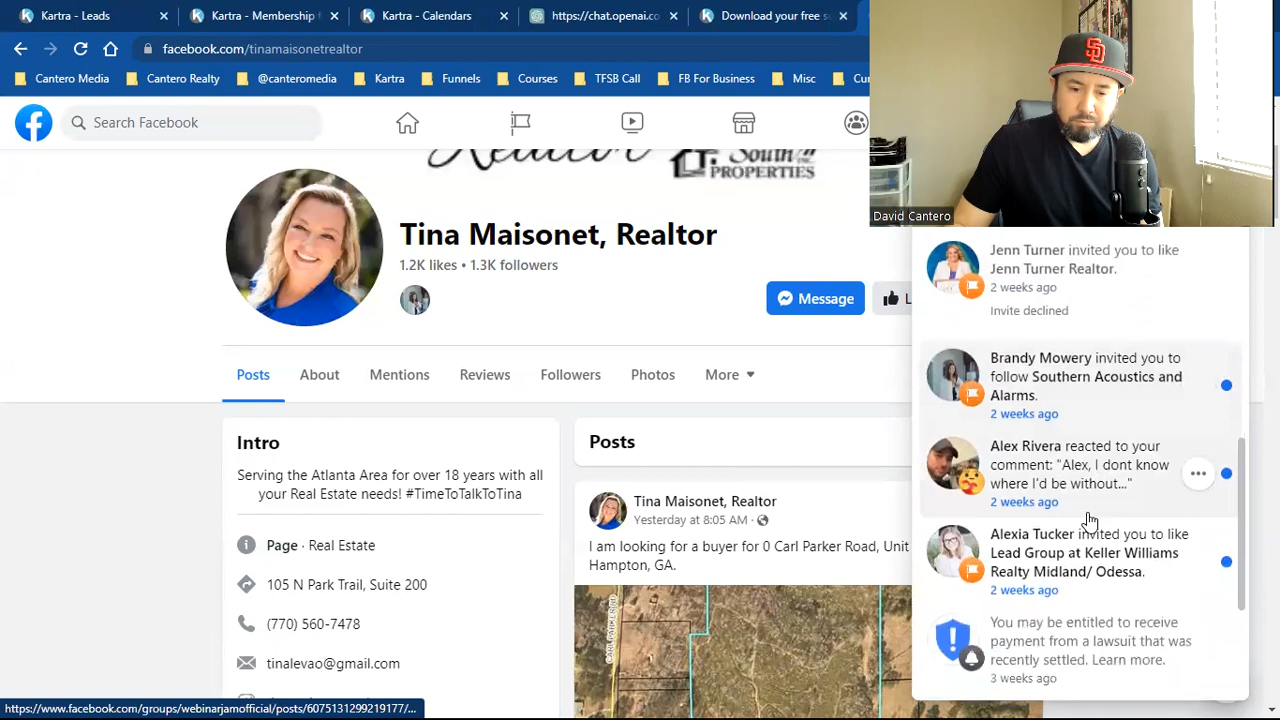 Kartra - Leads
Kartra - Membership
Kartra - Calendars
https://chat.openai.co
Download your free s
facebook.com/tinamaisonetrealtor
Cantero Media
Cantero Realty
@canteromedia
Kartra
Funnels
Courses
TFSB Call
FB For Business
Misc
David Cantero
Search Facebook
Realtor
South
INC.
PROPERTIES
Tina Maisonet, Realtor
1.2K likes • 1.3K followers
Message
L
Posts
About
Mentions
Reviews
Followers
Photos
More
Intro
Serving the Atlanta Area for over 18 years with all
your Real Estate needs! #TimeToTalkToTina
Page · Real Estate
105 N Park Trail, Suite 200
(770) 560-7478
tinalevao@gmail.com
Posts
Tina Maisonet, Realtor
Yesterday at 8:05 AM ·
I am looking for a buyer for 0 Carl Parker Road, Unit
Hampton, GA.
CARL PARKER RD
Jenn Turner invited you to like
Jenn Turner Realtor.
2 weeks ago
Invite declined
Brandy Mowery invited you to
follow Southern Acoustics and
Alarms.
2 weeks ago
Alex Rivera reacted to your
comment: "Alex, I dont know
where I'd be without..."
2 weeks ago
Alexia Tucker invited you to like
Lead Group at Keller Williams
Realty Midland/ Odessa.
2 weeks ago
You may be entitled to receive
payment from a lawsuit that was
recently settled. Learn more.
3 weeks ago
https://www.facebook.com/groups/webinarjamofficial/posts/6075131299219177/...